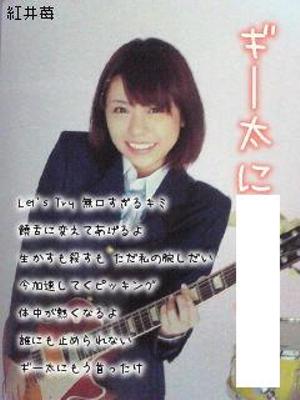 紅井苺
ギー太に
Let's Try 無口すぎるキミ
饒舌に変えてあげるよ
生かすも殺すも ただ私の腕しだい
今加速してくピッキング
体中が熱くなるよ
誰にも止められない
ギー太にもう首ったけ